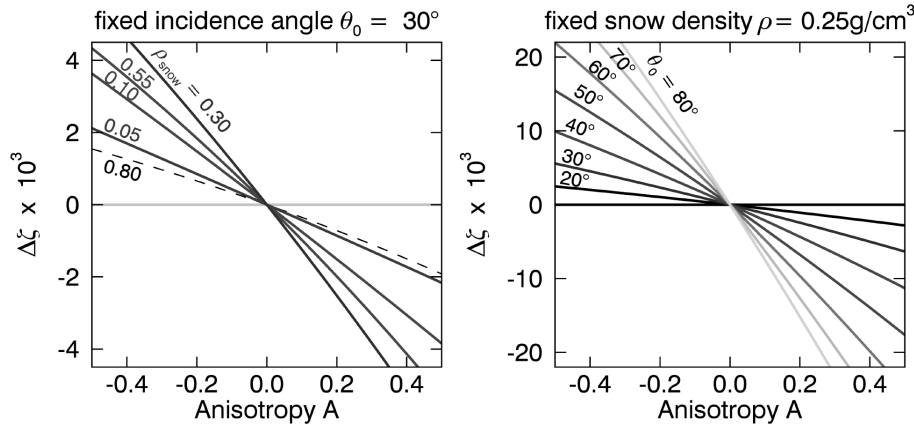 fixed incidence angle θ₀ = 30°
4
2
0
-2
-4
Δζ x 10³
ρsnow = 0.30
0.55
0.10
0.05
0.80
-0.4 -0.2 0.0 0.2 0.4
Anisotropy A
fixed snow density ρ = 0.25g/cm³
20
10
0
-10
-20
Δζ x 10³
θ₀ = 80°
70°
60°
50°
40°
30°
20°
-0.4 -0.2 0.0 0.2 0.4
Anisotropy A